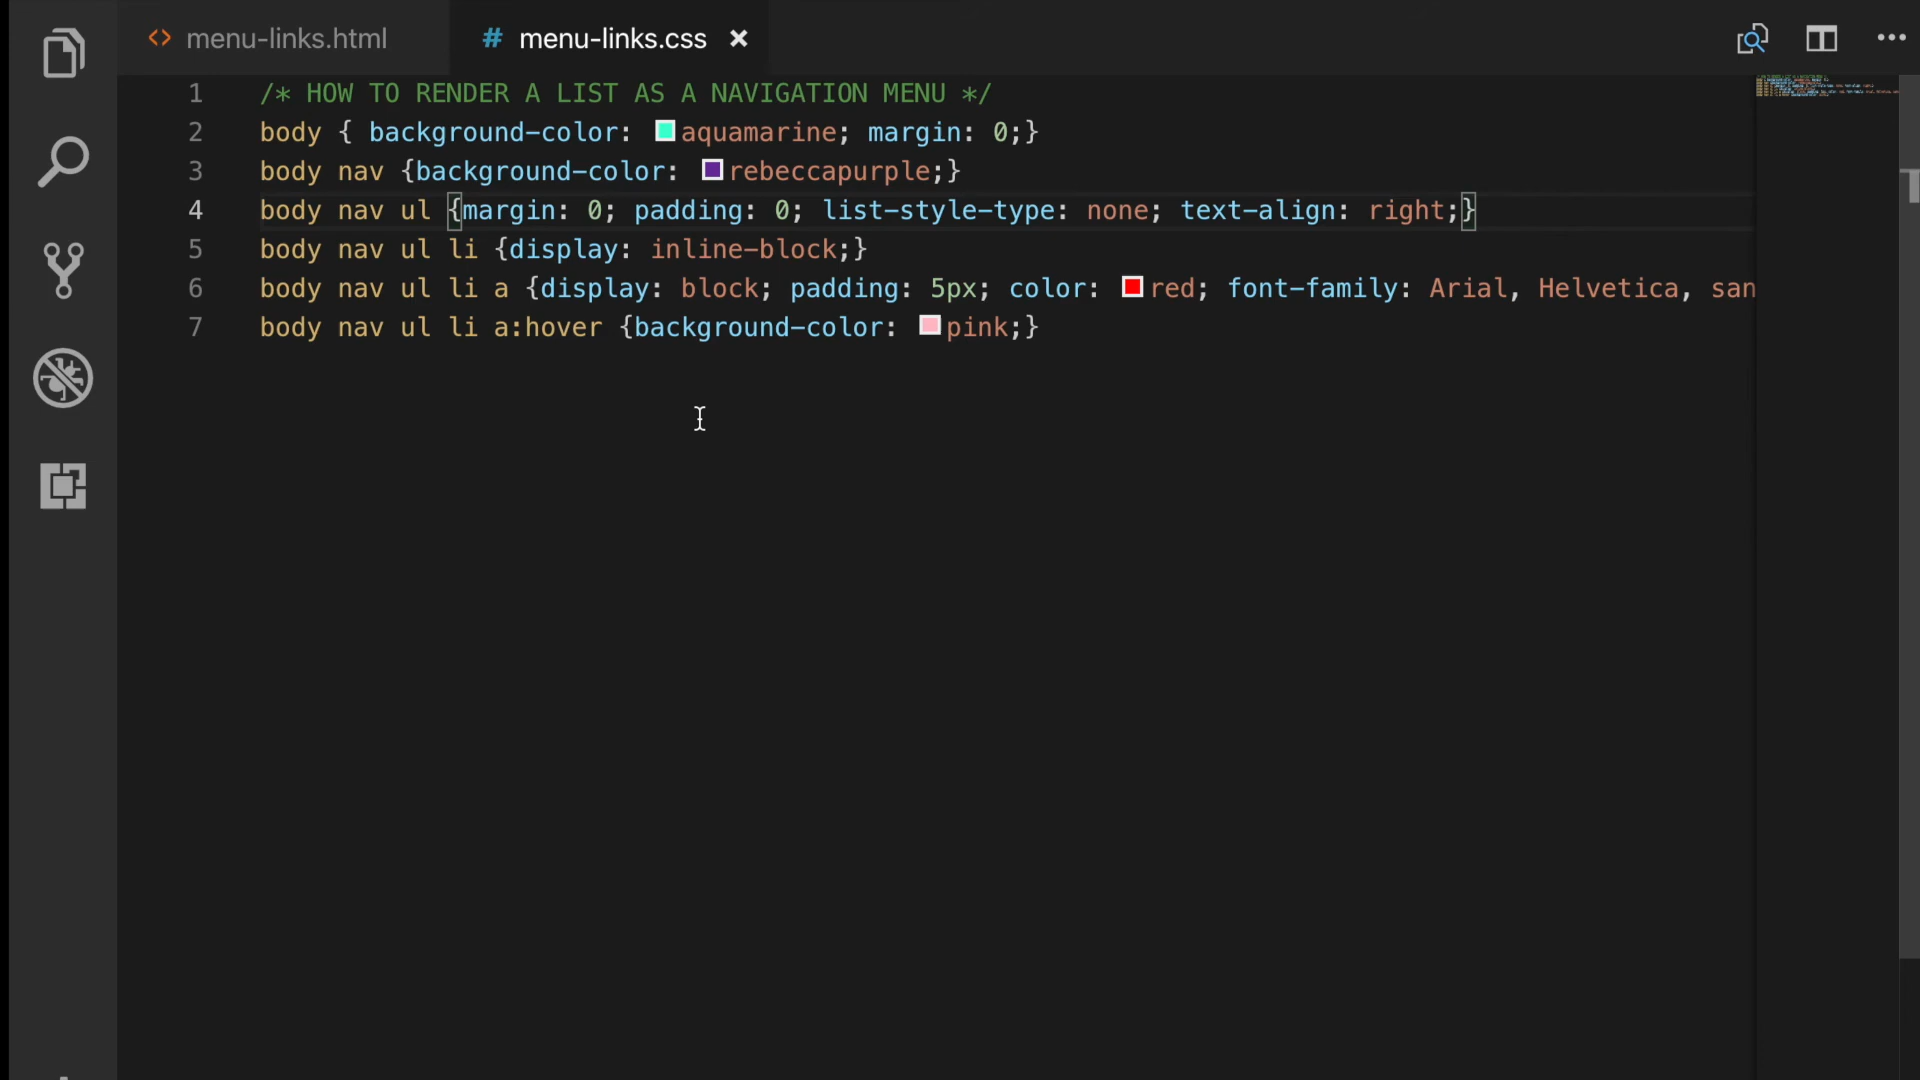 <> menu-links.html # menu-links.css ×
1 /* HOW TO RENDER A LIST AS A NAVIGATION MENU */
2 body { background-color: aquamarine; margin: 0;}
3 body nav {background-color: rebeccapurple;}
4 body nav ul {margin: 0; padding: 0; list-style-type: none; text-align: right;}
5 body nav ul li {display: inline-block;}
6 body nav ul li a {display: block; padding: 5px; color: red; font-family: Arial, Helvetica, san
7 body nav ul li a:hover {background-color: pink;}